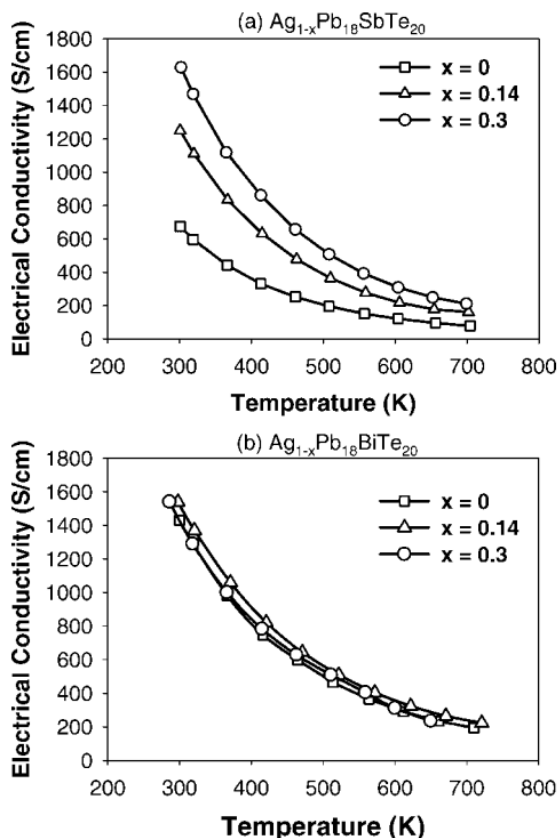 (a) Ag₁₋ₓPb₁₈SbTe₂₀
Electrical Conductivity (S/cm)
1800
1600
1400
1200
1000
800
600
400
200
0
x = 0
x = 0.14
x = 0.3
200 300 400 500 600 700 800
Temperature (K)
(b) Ag₁₋ₓPb₁₈BiTe₂₀
Electrical Conductivity (S/cm)
1800
1600
1400
1200
1000
800
600
400
200
0
x = 0
x = 0.14
x = 0.3
200 300 400 500 600 700 800
Temperature (K)